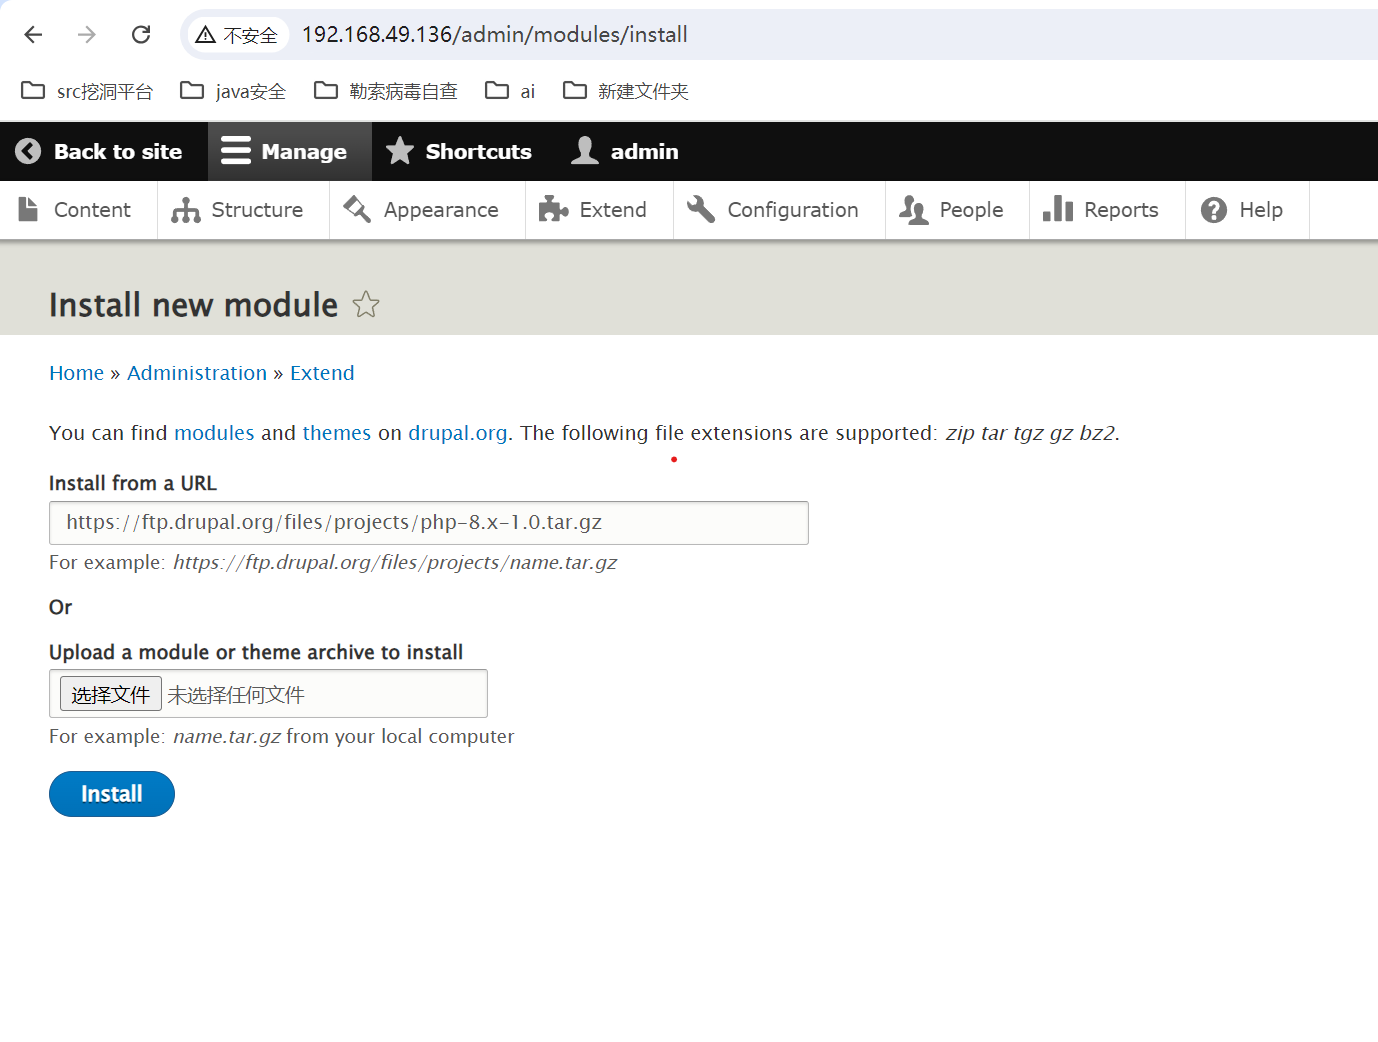 不安全 192.168.49.136/admin/modules/install
src挖洞平台 java安全 勒索病毒自查 ai 新建文件夹
Back to site Manage Shortcuts admin
Content Structure Appearance Extend Configuration People Reports Help
Install new module
Home » Administration » Extend
You can find modules and themes on drupal.org. The following file extensions are supported: zip tar tgz gz bz2.
Install from a URL
https://ftp.drupal.org/files/projects/php-8.x-1.0.tar.gz
For example: https://ftp.drupal.org/files/projects/name.tar.gz
Or
Upload a module or theme archive to install
选择文件 未选择任何文件
For example: name.tar.gz from your local computer
Install